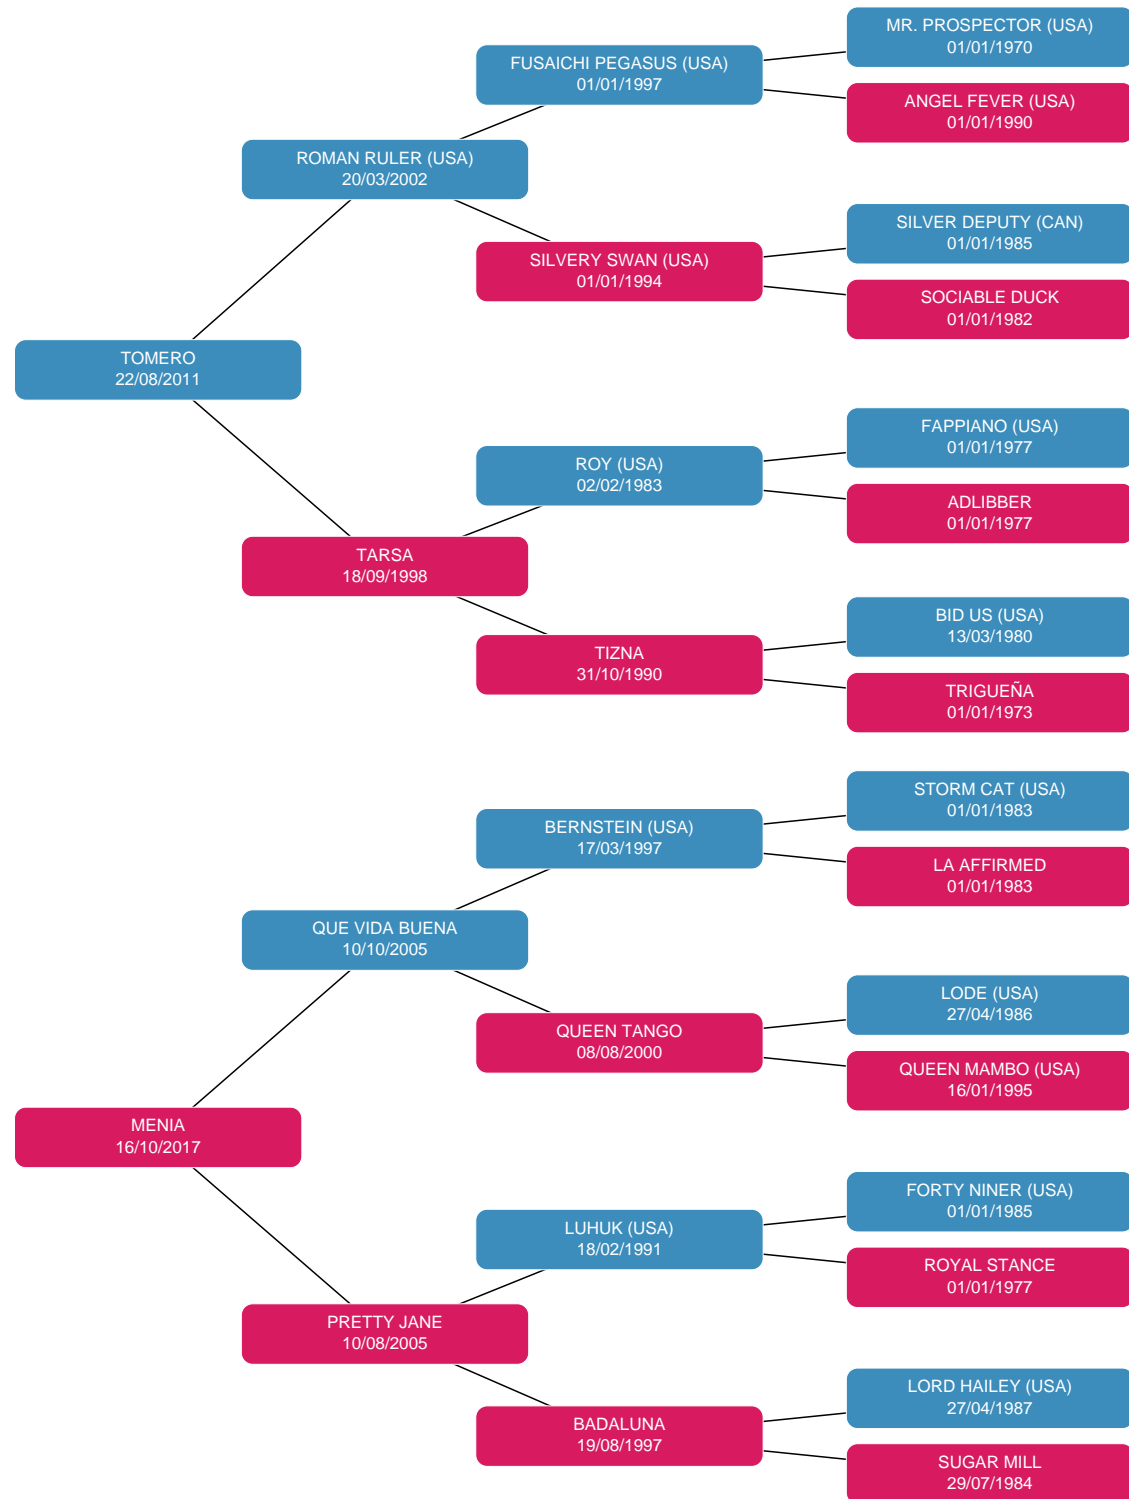 MR. PROSPECTOR (USA)
01/01/1970
FUSAICHI PEGASUS (USA)
01/01/1997
ANGEL FEVER (USA)
01/01/1990
ROMAN RULER (USA)
20/03/2002
SILVER DEPUTY (CAN)
01/01/1985
SILVERY SWAN (USA)
01/01/1994
SOCIABLE DUCK
01/01/1982
TOMERO
22/08/2011
FAPPIANO (USA)
01/01/1977
ROY (USA)
02/02/1983
ADLIBBER
01/01/1977
TARSA
18/09/1998
BID US (USA)
13/03/1980
TIZNA
31/10/1990
TRIGUEÑA
01/01/1973
STORM CAT (USA)
01/01/1983
BERNSTEIN (USA)
17/03/1997
LA AFFIRMED
01/01/1983
QUE VIDA BUENA
10/10/2005
LODE (USA)
27/04/1986
QUEEN TANGO
08/08/2000
QUEEN MAMBO (USA)
16/01/1995
MENIA
16/10/2017
FORTY NINER (USA)
01/01/1985
LUHUK (USA)
18/02/1991
ROYAL STANCE
01/01/1977
PRETTY JANE
10/08/2005
LORD HAILEY (USA)
27/04/1987
BADALUNA
19/08/1997
SUGAR MILL
29/07/1984